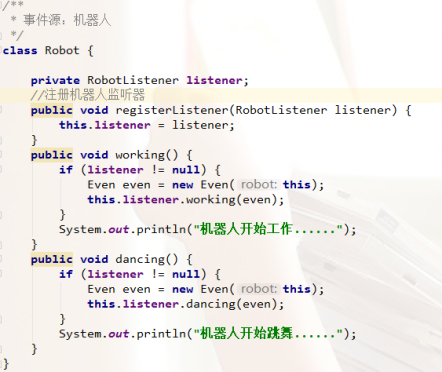 /**
 * 事件源：机器人
 */
class Robot {
    private RobotListener listener;
    //注册机器人监听器
    public void registerListener(RobotListener listener) {
        this.listener = listener;
    }
    public void working() {
        if (listener != null) {
            Even even = new Even( robot: this);
            this.listener.working(even);
        }
        System.out.println("机器人开始工作......");
    }
    public void dancing() {
        if (listener != null) {
            Even even = new Even( robot: this);
            this.listener.dancing(even);
        }
        System.out.println("机器人开始跳舞......");
    }
}